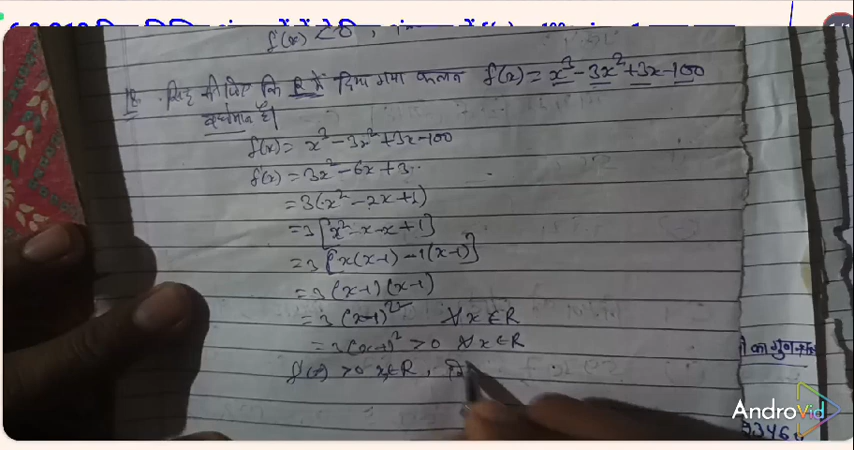 f'(x) < 0,
18. सिद्ध कीजिए कि R में दिया गया फलन f(x) = x³-3x²+3x-100
वर्धमान है।
f(x) = x³-3x²+3x-100
f'(x) = 3x²-6x+3
= 3(x²-2x+1)
= 3[x²-x-x+1]
= 3[x(x-1)-1(x-1)]
= 3(x-1)(x-1)
= 3(x-1)² ∀ x ∈ R
= 3(x-1)² > 0 ∀ x ∈ R
f'(x) > 0 x ∈ R,
का गुणन
AndroVid